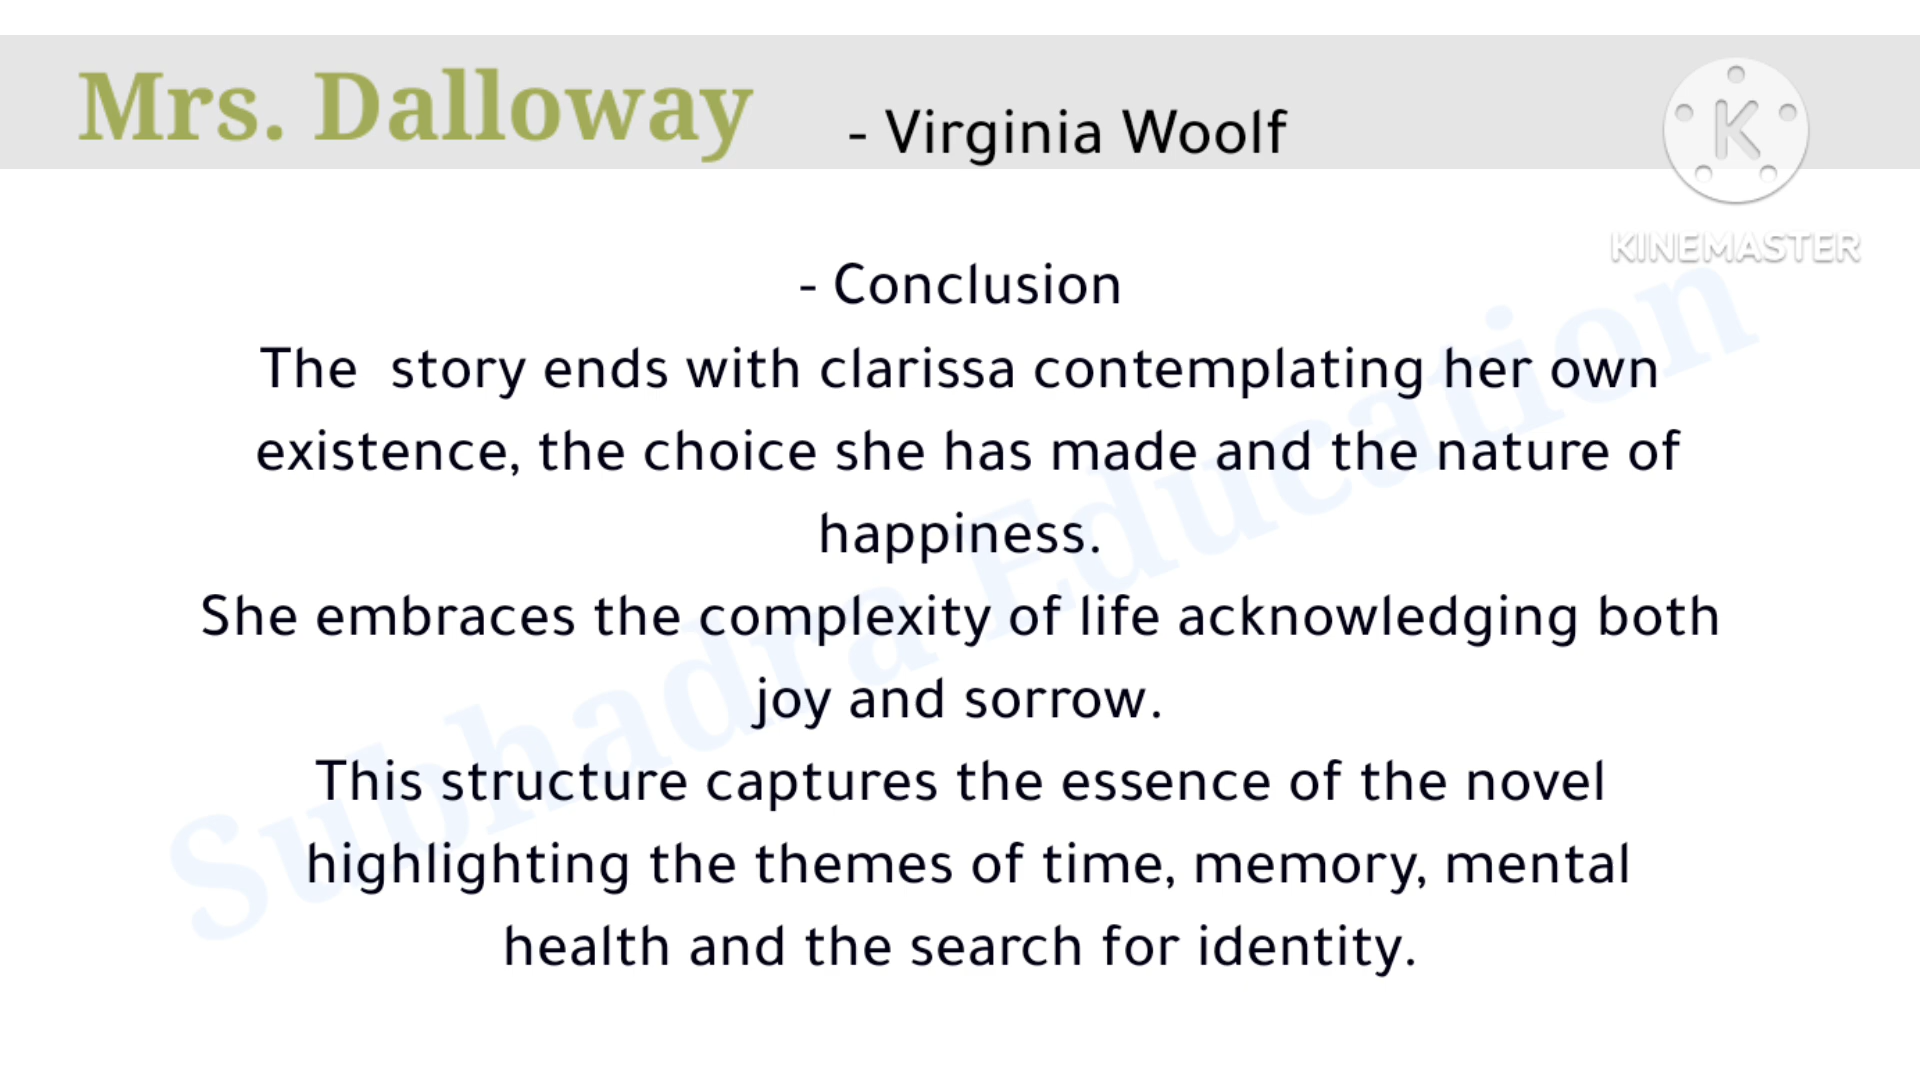 Mrs. Dalloway - Virginia Woolf
K
KINEMASTER
- Conclusion
The story ends with clarissa contemplating her own
existence, the choice she has made and the nature of
happiness.
She embraces the complexity of life acknowledging both
joy and sorrow.
This structure captures the essence of the novel
highlighting the themes of time, memory, mental
health and the search for identity.
Subhadra Education